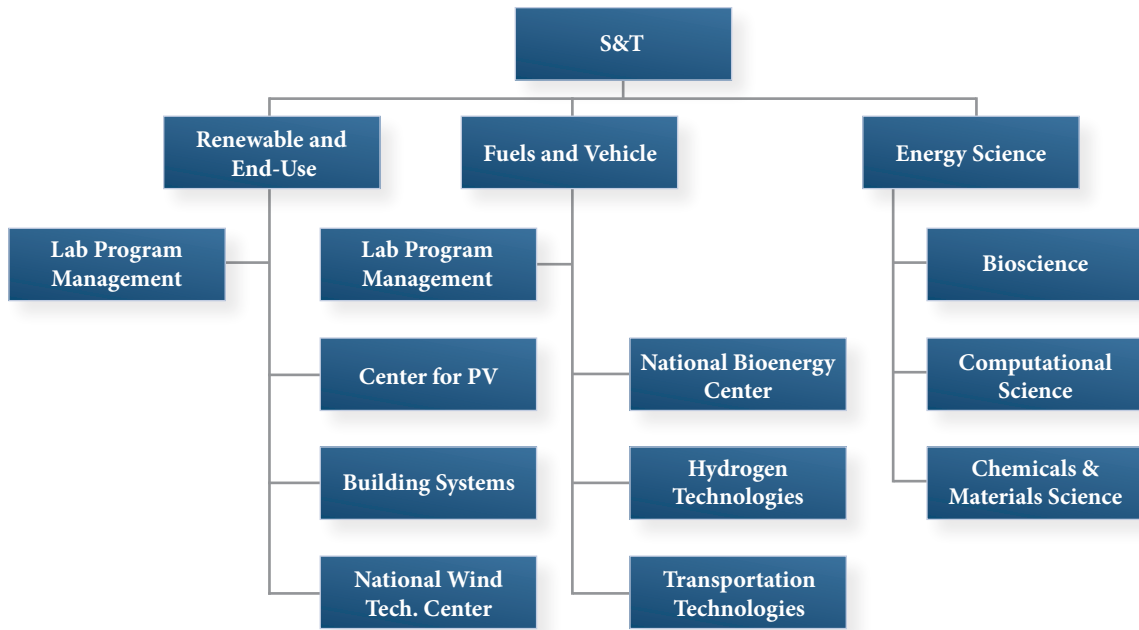 S&T
Renewable and
End-Use
Fuels and Vehicle
Energy Science
Lab Program
Management
Lab Program
Management
Bioscience
Center for PV
National Bioenergy
Center
Computational
Science
Building Systems
Hydrogen
Technologies
Chemicals &
Materials Science
National Wind
Tech. Center
Transportation
Technologies